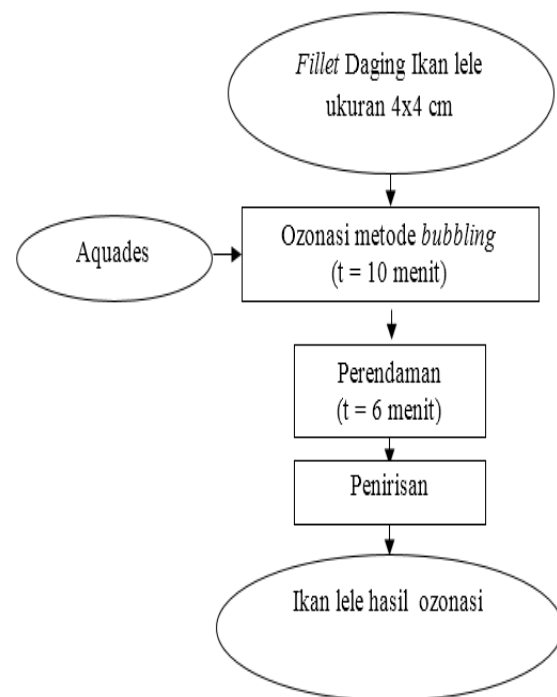 Fillet Daging Ikan lele
ukuran 4x4 cm
Aquades
Ozonasi metode bubbling
(t = 10 menit)
Perendaman
(t = 6 menit)
Penirisan
Ikan lele hasil ozonasi